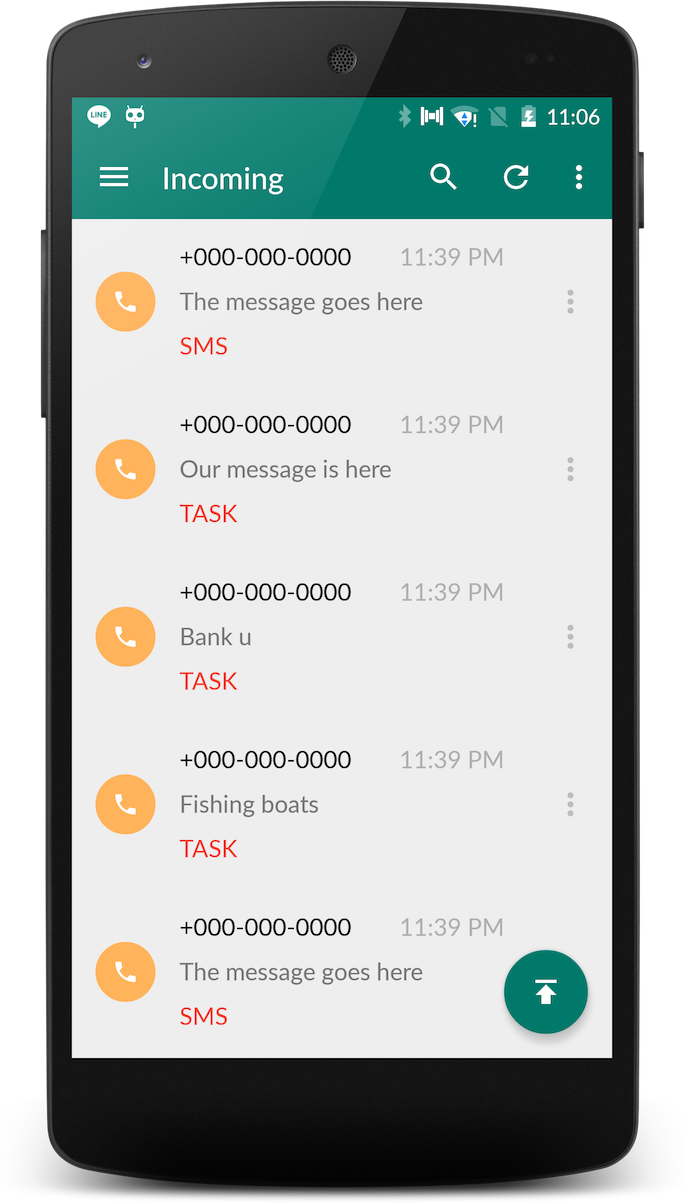 LINE
11:06
Incoming
+000-000-0000 11:39 PM
The message goes here
SMS
+000-000-0000 11:39 PM
Our message is here
TASK
+000-000-0000 11:39 PM
Bank u
TASK
+000-000-0000 11:39 PM
Fishing boats
TASK
+000-000-0000 11:39 PM
The message goes here
SMS